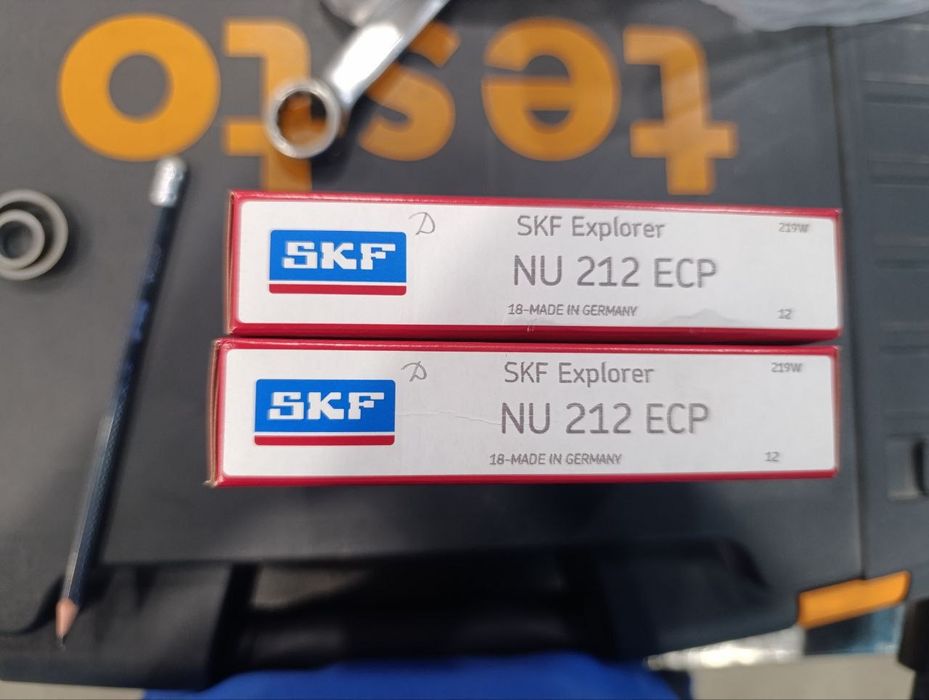 testo
SKF
D
SKF Explorer
219W
NU 212 ECP
18-MADE IN GERMANY
12
SKF
D
SKF Explorer
219W
NU 212 ECP
18-MADE IN GERMANY
12